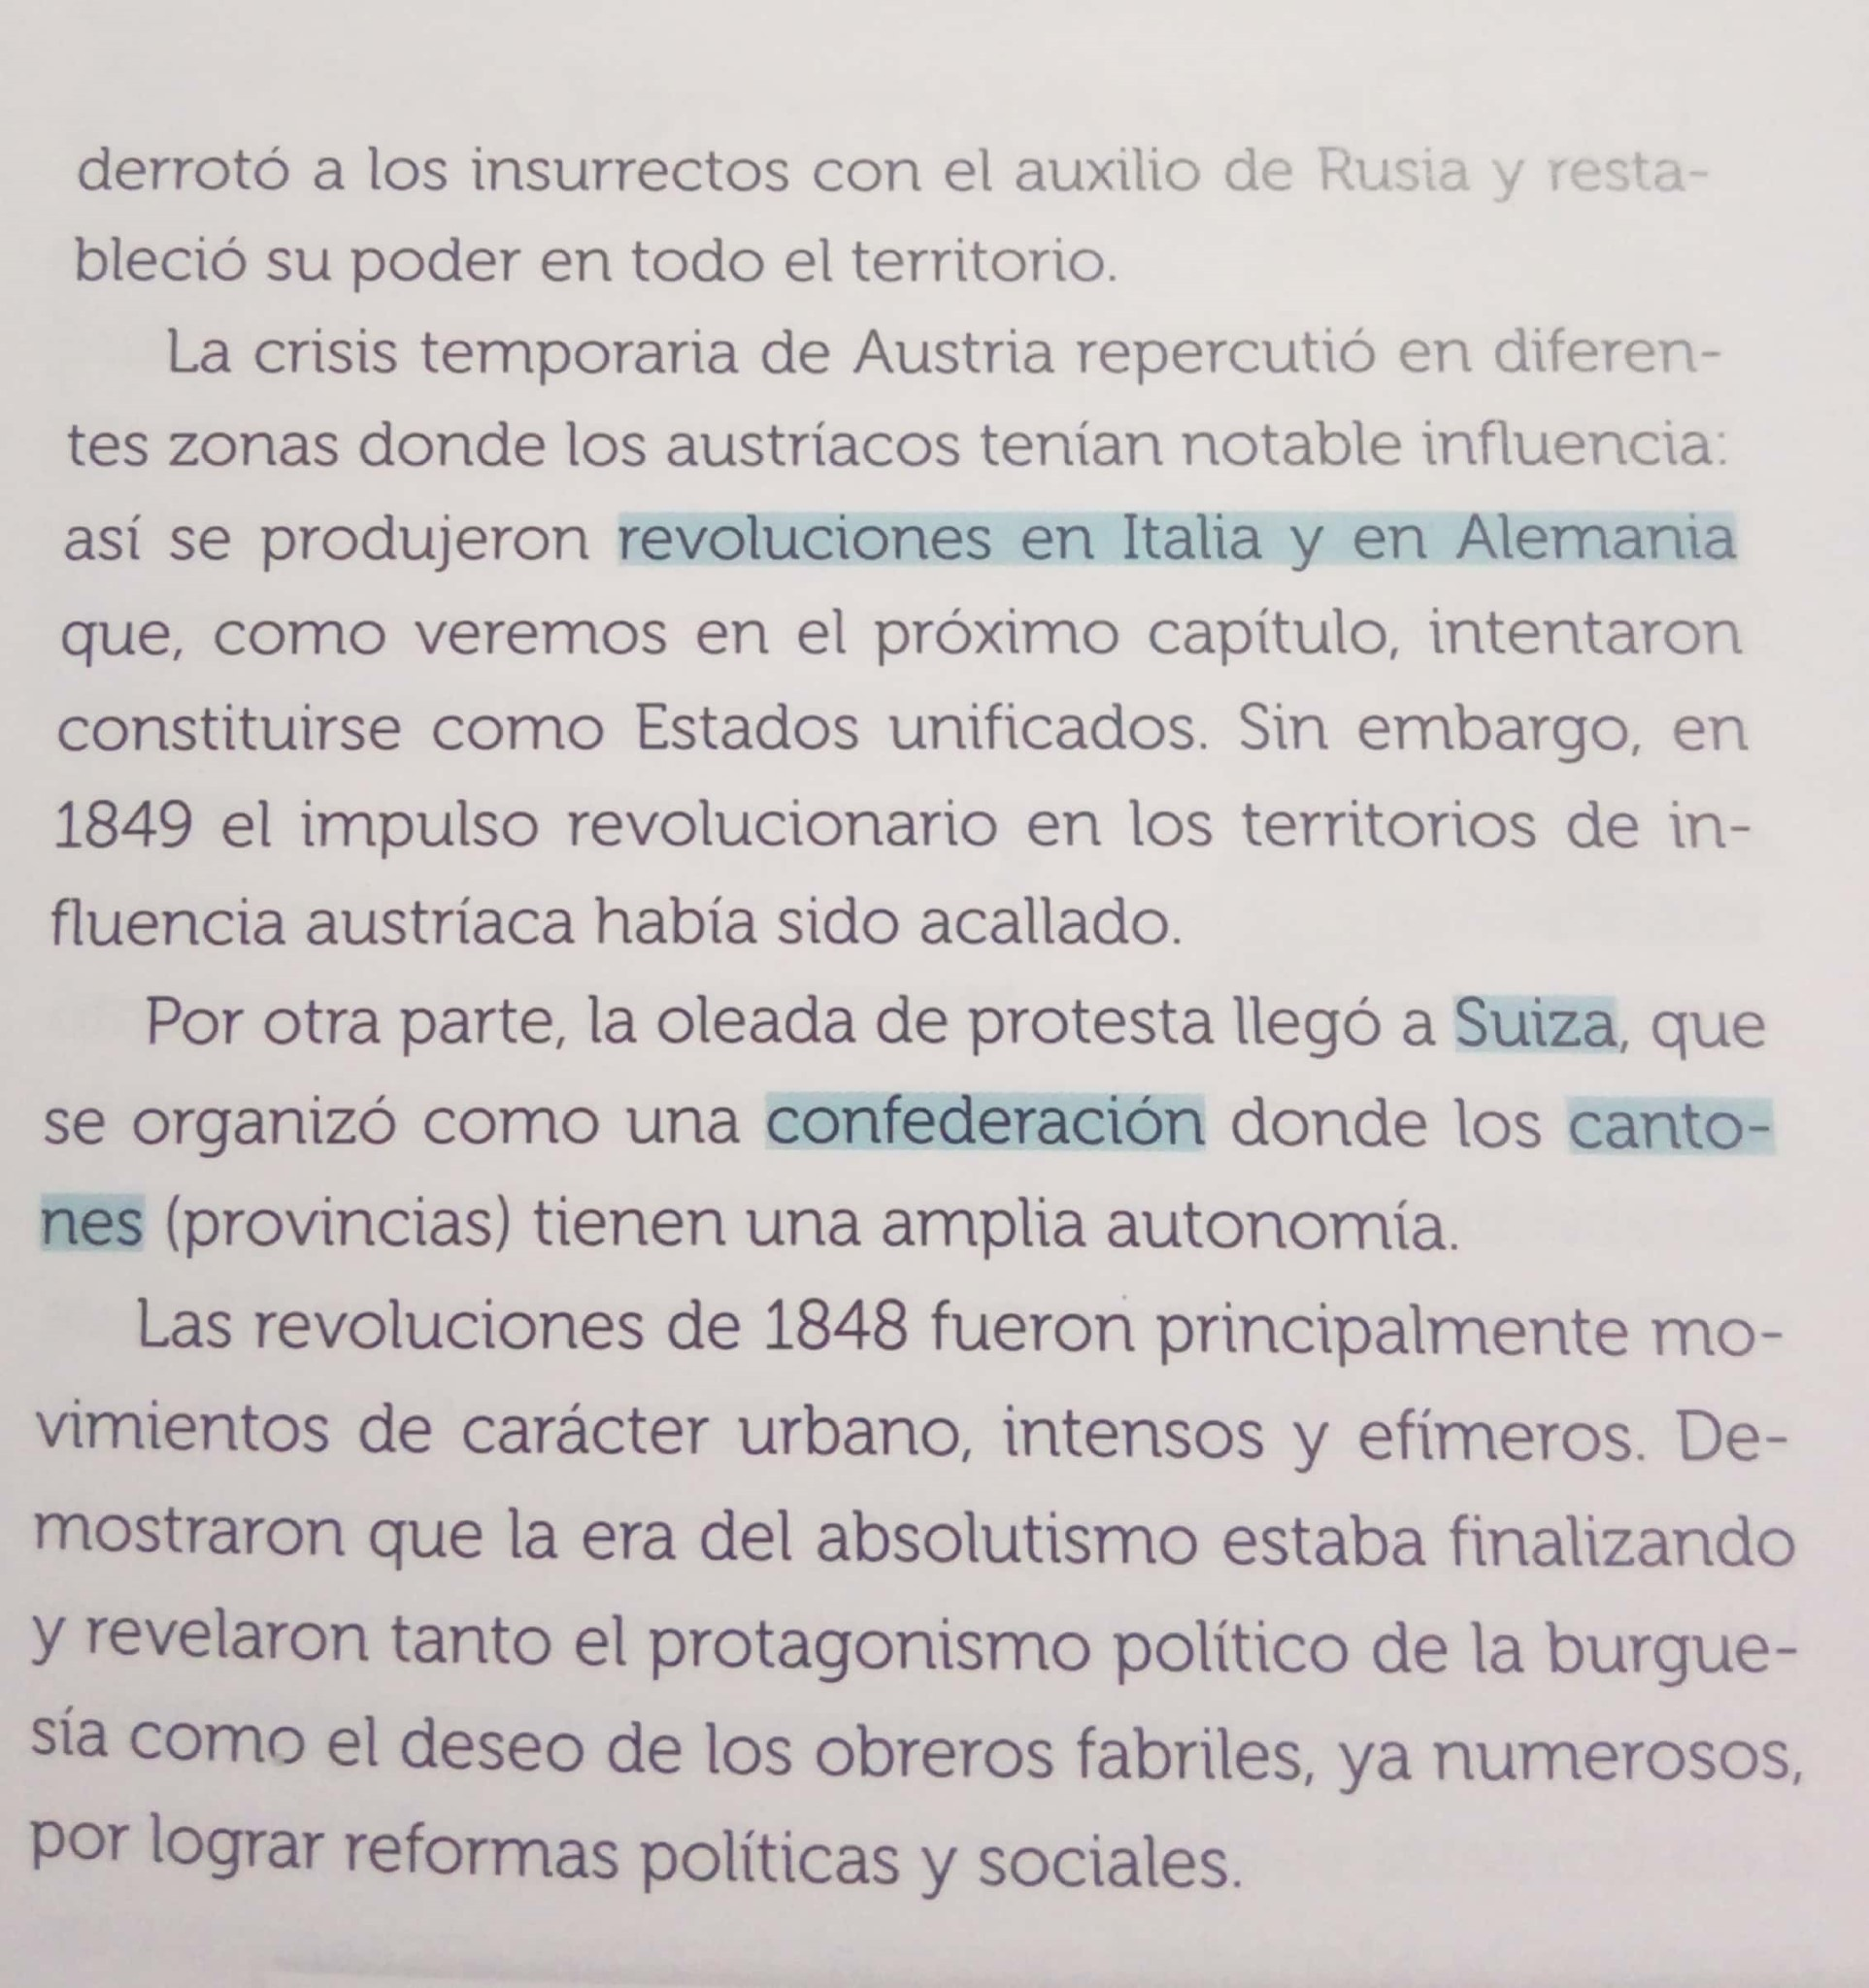 derrotó a los insurrectos con el auxilio de Rusia y resta-
bleció su poder en todo el territorio.
La crisis temporaria de Austria repercutió en diferen-
tes zonas donde los austríacos tenían notable influencia:
así se produjeron revoluciones en Italia y en Alemania
que, como veremos en el próximo capítulo, intentaron
constituirse como Estados unificados. Sin embargo, en
1849 el impulso revolucionario en los territorios de in-
fluencia austríaca había sido acallado.
Por otra parte, la oleada de protesta llegó a Suiza, que
se organizó como una confederación donde los canto-
nes (provincias) tienen una amplia autonomía.
Las revoluciones de 1848 fueron principalmente mo-
vimientos de carácter urbano, intensos y efímeros. De-
mostraron que la era del absolutismo estaba finalizando
y revelaron tanto el protagonismo político de la burgue-
sía como el deseo de los obreros fabriles, ya numerosos,
por lograr reformas políticas y sociales.